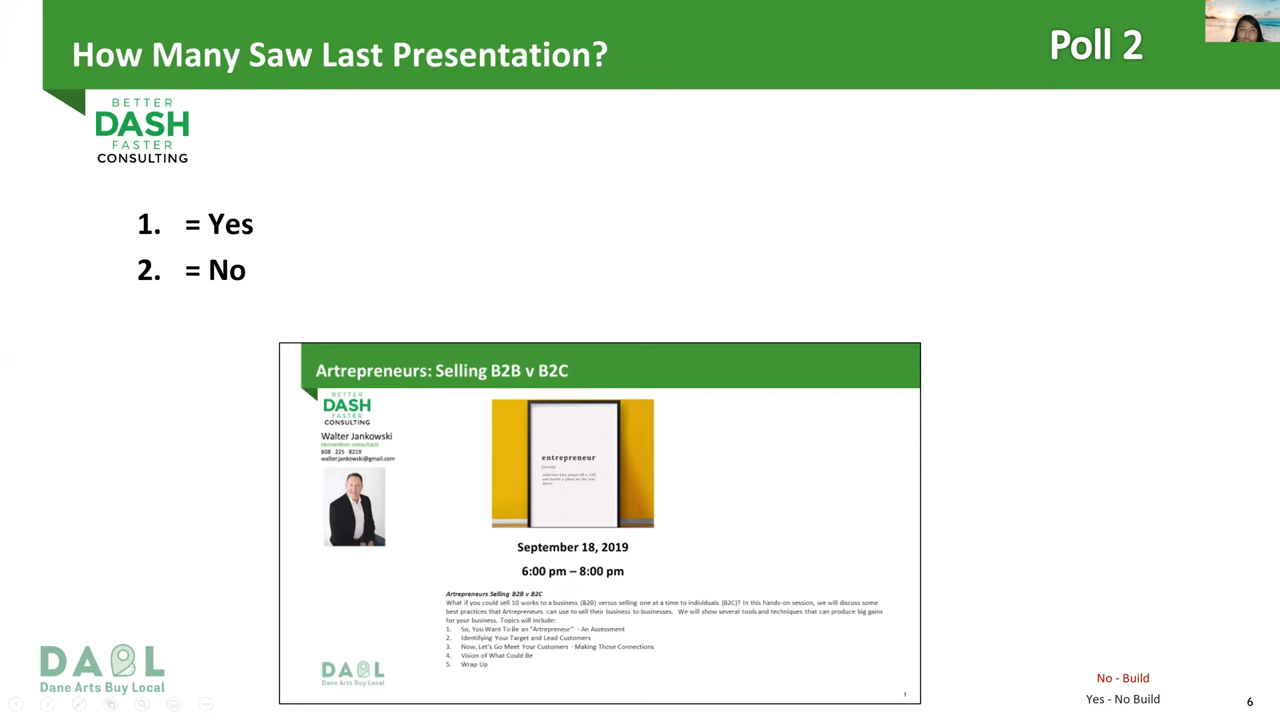 How Many Saw Last Presentation?
Poll 2
BETTER
DASH
FASTER
CONSULTING
1. = Yes
2. = No
Artrepreneurs: Selling B2B v B2C
BETTER
DASH
FASTER
CONSULTING
Walter Jankowski
reinvention consultant
608 225 8219
walter.jankowski@gmail.com
entrepreneur
September 18, 2019
6:00 pm – 8:00 pm
Artrepreneurs Selling B2B v B2C
What if you could sell 10 works to a business (B2B) versus selling one at a time to individuals (B2C)? In this hands-on session, we will discuss some
best practices that Artrepreneurs can use to sell their business to businesses. We will show several tools and techniques that can produce big gains
for your business. Topics will include:
1. So, You Want To Be an "Artrepreneur" - An Assessment
2. Identifying Your Target and Lead Customers
3. Now, Let's Go Meet Your Customers - Making Those Connections
4. Vision of What Could Be
5. Wrap Up
DABL
Dane Arts Buy Local
1
DABL
Dane Arts Buy Local
No - Build
Yes - No Build
6